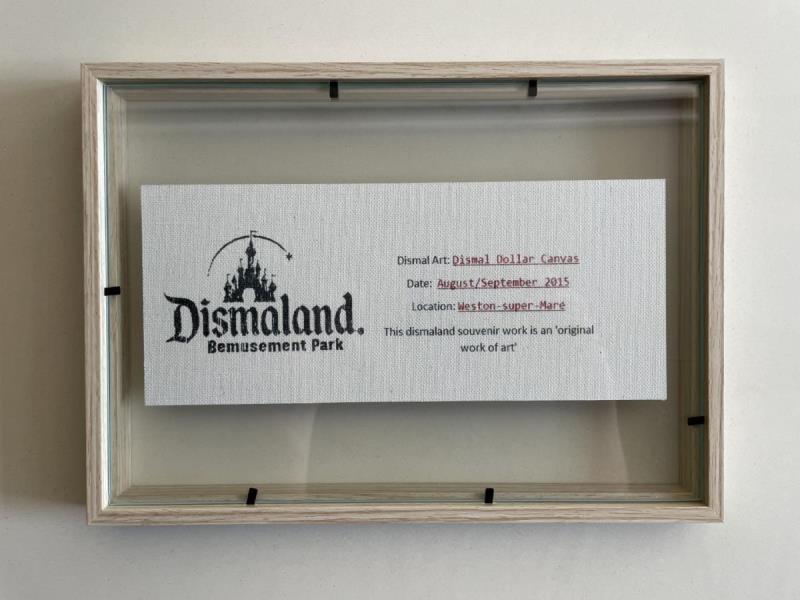 Dismaland.
Bemusement Park
Dismal Art: Dismal Dollar Canvas
Date: August/September 2015
Location: Weston-super-Mare
This dismaland souvenir work is an 'original
work of art'